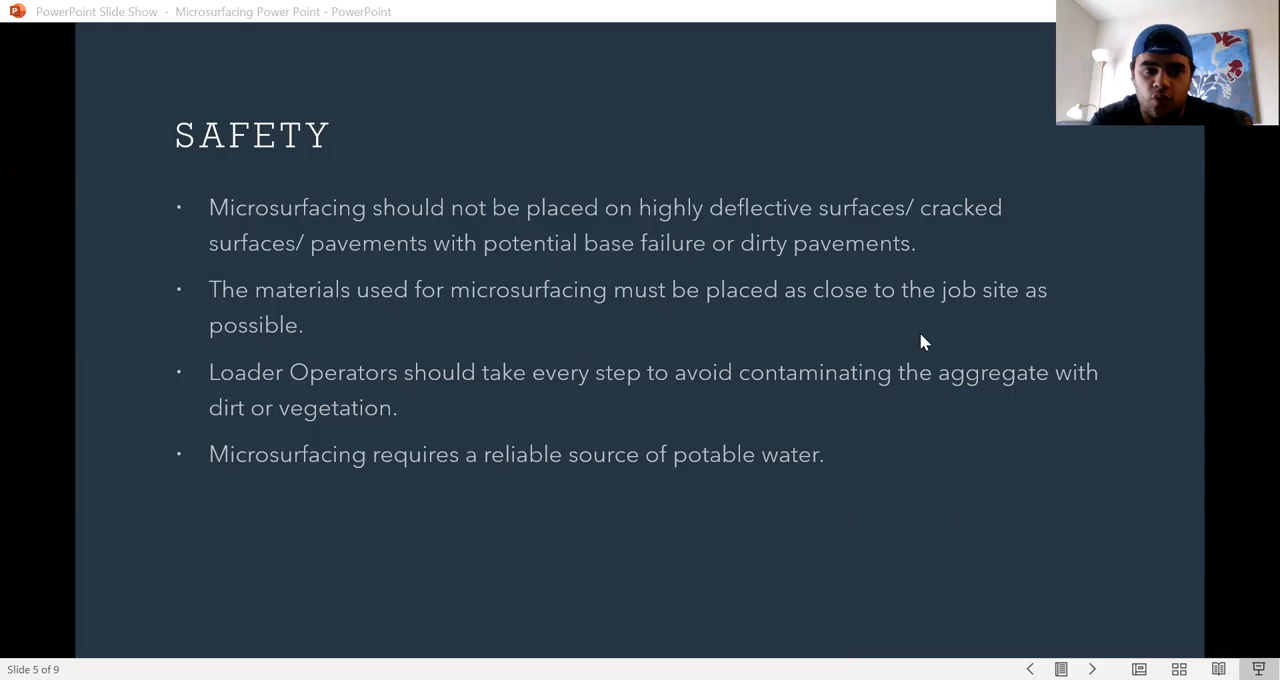 PowerPoint Slide Show - Microsurfacing Power Point - PowerPoint
SAFETY
• Microsurfacing should not be placed on highly deflective surfaces/ cracked
surfaces/ pavements with potential base failure or dirty pavements.
• The materials used for microsurfacing must be placed as close to the job site as
possible.
• Loader Operators should take every step to avoid contaminating the aggregate with
dirt or vegetation.
• Microsurfacing requires a reliable source of potable water.
Slide 5 of 9